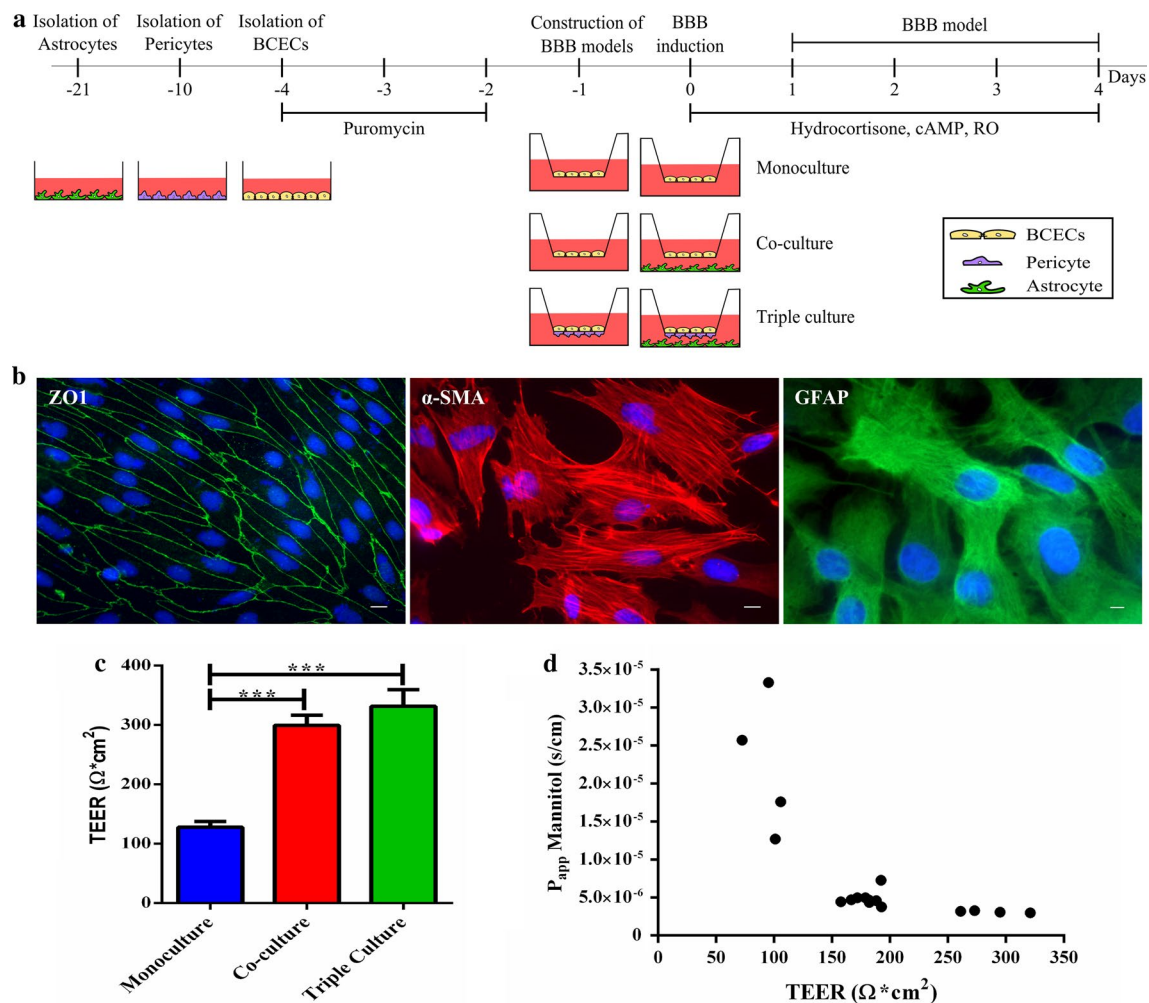 a
Isolation of Astrocytes
Isolation of Pericytes
Isolation of BCECs
Construction of BBB models
BBB induction
BBB model
-21
-10
-4
-3
-2
-1
0
1
2
3
4
Days
Puromycin
Hydrocortisone, cAMP, RO
Monoculture
Co-culture
Triple culture
BCECs
Pericyte
Astrocyte
b
ZO1
α-SMA
GFAP
c
TEER (Ω*cm2)
400
300
200
100
0
***
***
Monoculture
Co-culture
Triple Culture
d
Papp Mannitol (s/cm)
3.5×10-5
3.0×10-5
2.5×10-5
2.0×10-5
1.5×10-5
1.0×10-5
5.0×10-6
0
0
50
100
150
200
250
300
350
TEER (Ω*cm2)